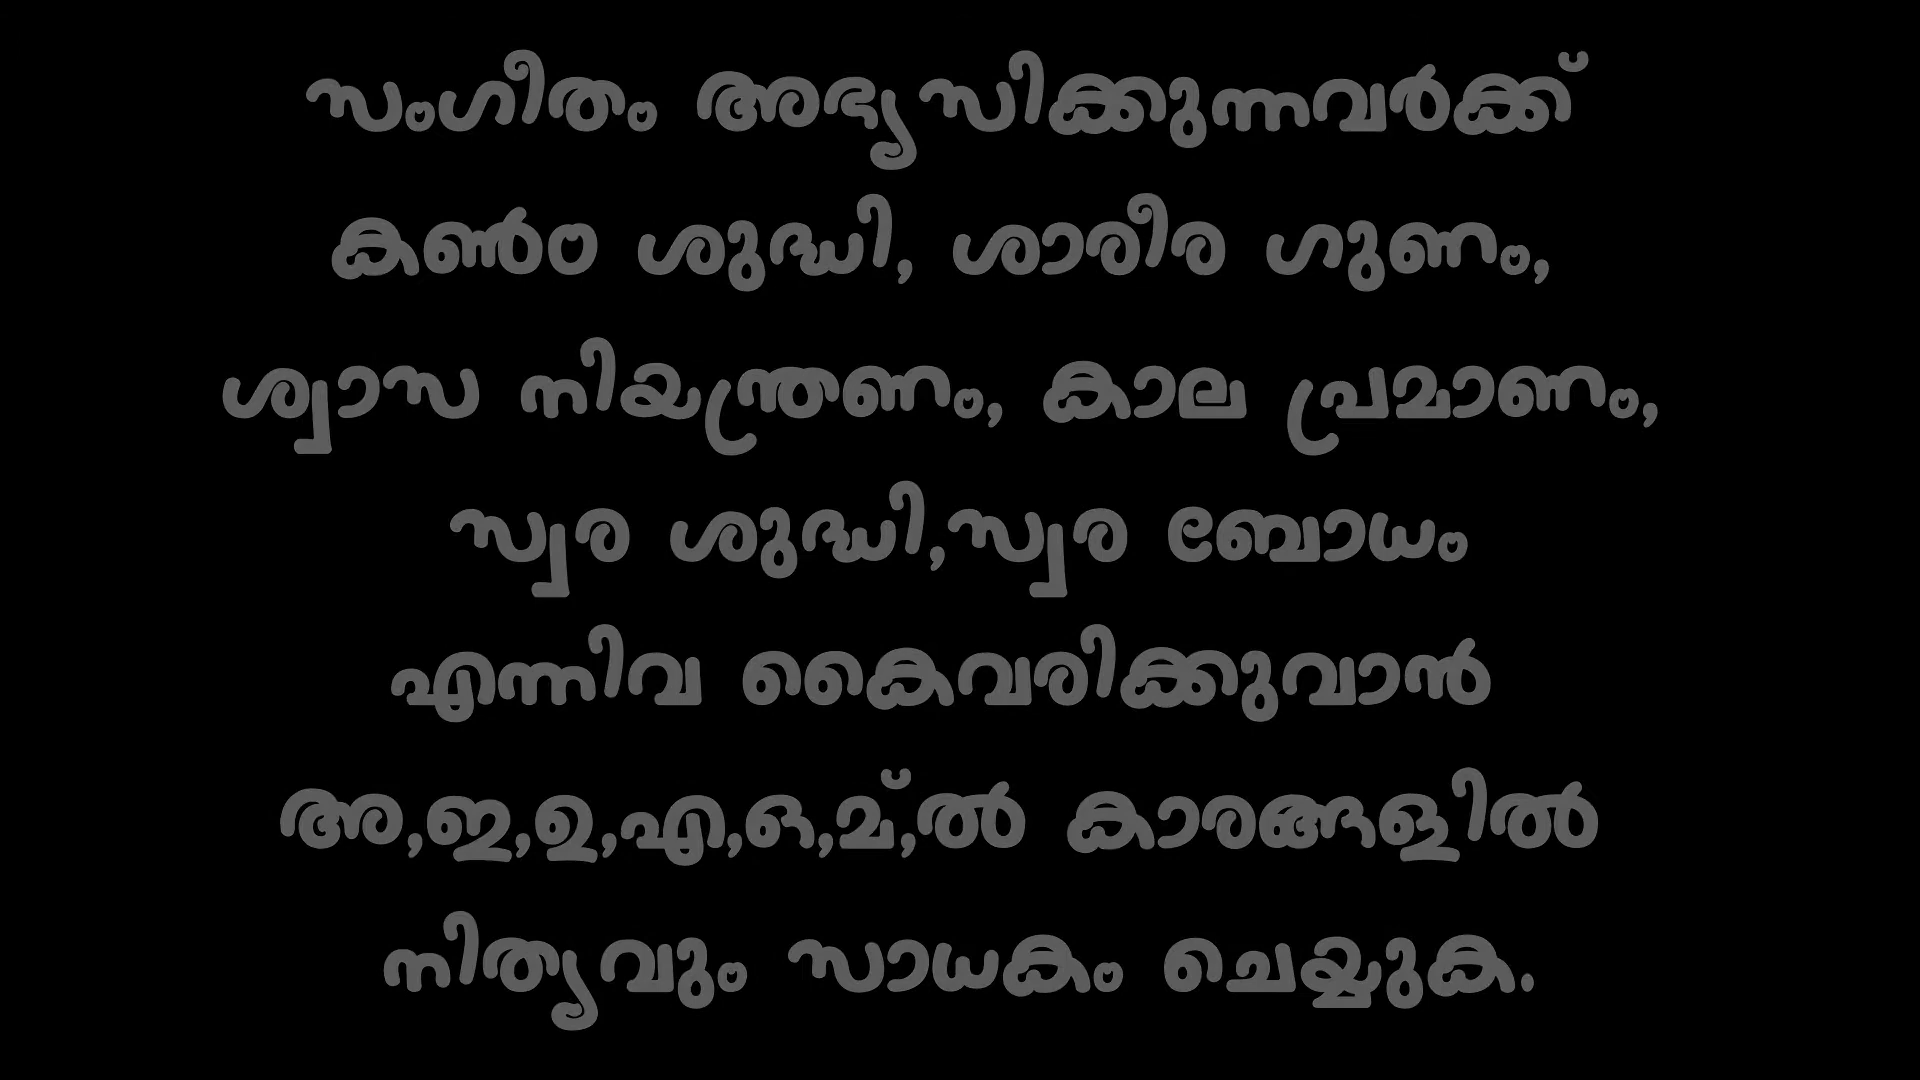 സംഗീതം അഭ്യസിക്കുന്നവർക്ക്
കൺഠ ശുദ്ധി, ശാരീര ഗുണം,
ശ്വാസ നിയന്ത്രണം, കാല പ്രമാണം,
സ്വര ശുദ്ധി,സ്വര ബോധം
എന്നിവ കൈവരിക്കുവാൻ
അ,ഇ,ഉ,എ,ഒ,മ്,ൽ കാരങ്ങളിൽ
നിത്യവും സാധകം ചെയ്യുക.